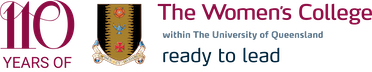 110
YEARS OF
The Women's College
within The University of Queensland
ready to lead